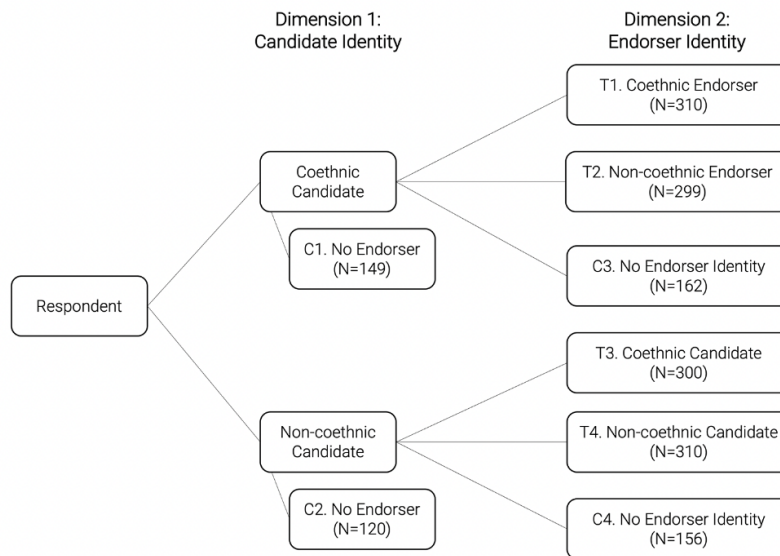 Dimension 1:
Candidate Identity
Dimension 2:
Endorser Identity
T1. Coethnic Endorser
(N=310)
Coethnic
Candidate
T2. Non-coethnic Endorser
(N=299)
C1. No Endorser
(N=149)
C3. No Endorser Identity
(N=162)
Respondent
T3. Coethnic Candidate
(N=300)
Non-coethnic
Candidate
T4. Non-coethnic Candidate
(N=310)
C2. No Endorser
(N=120)
C4. No Endorser Identity
(N=156)